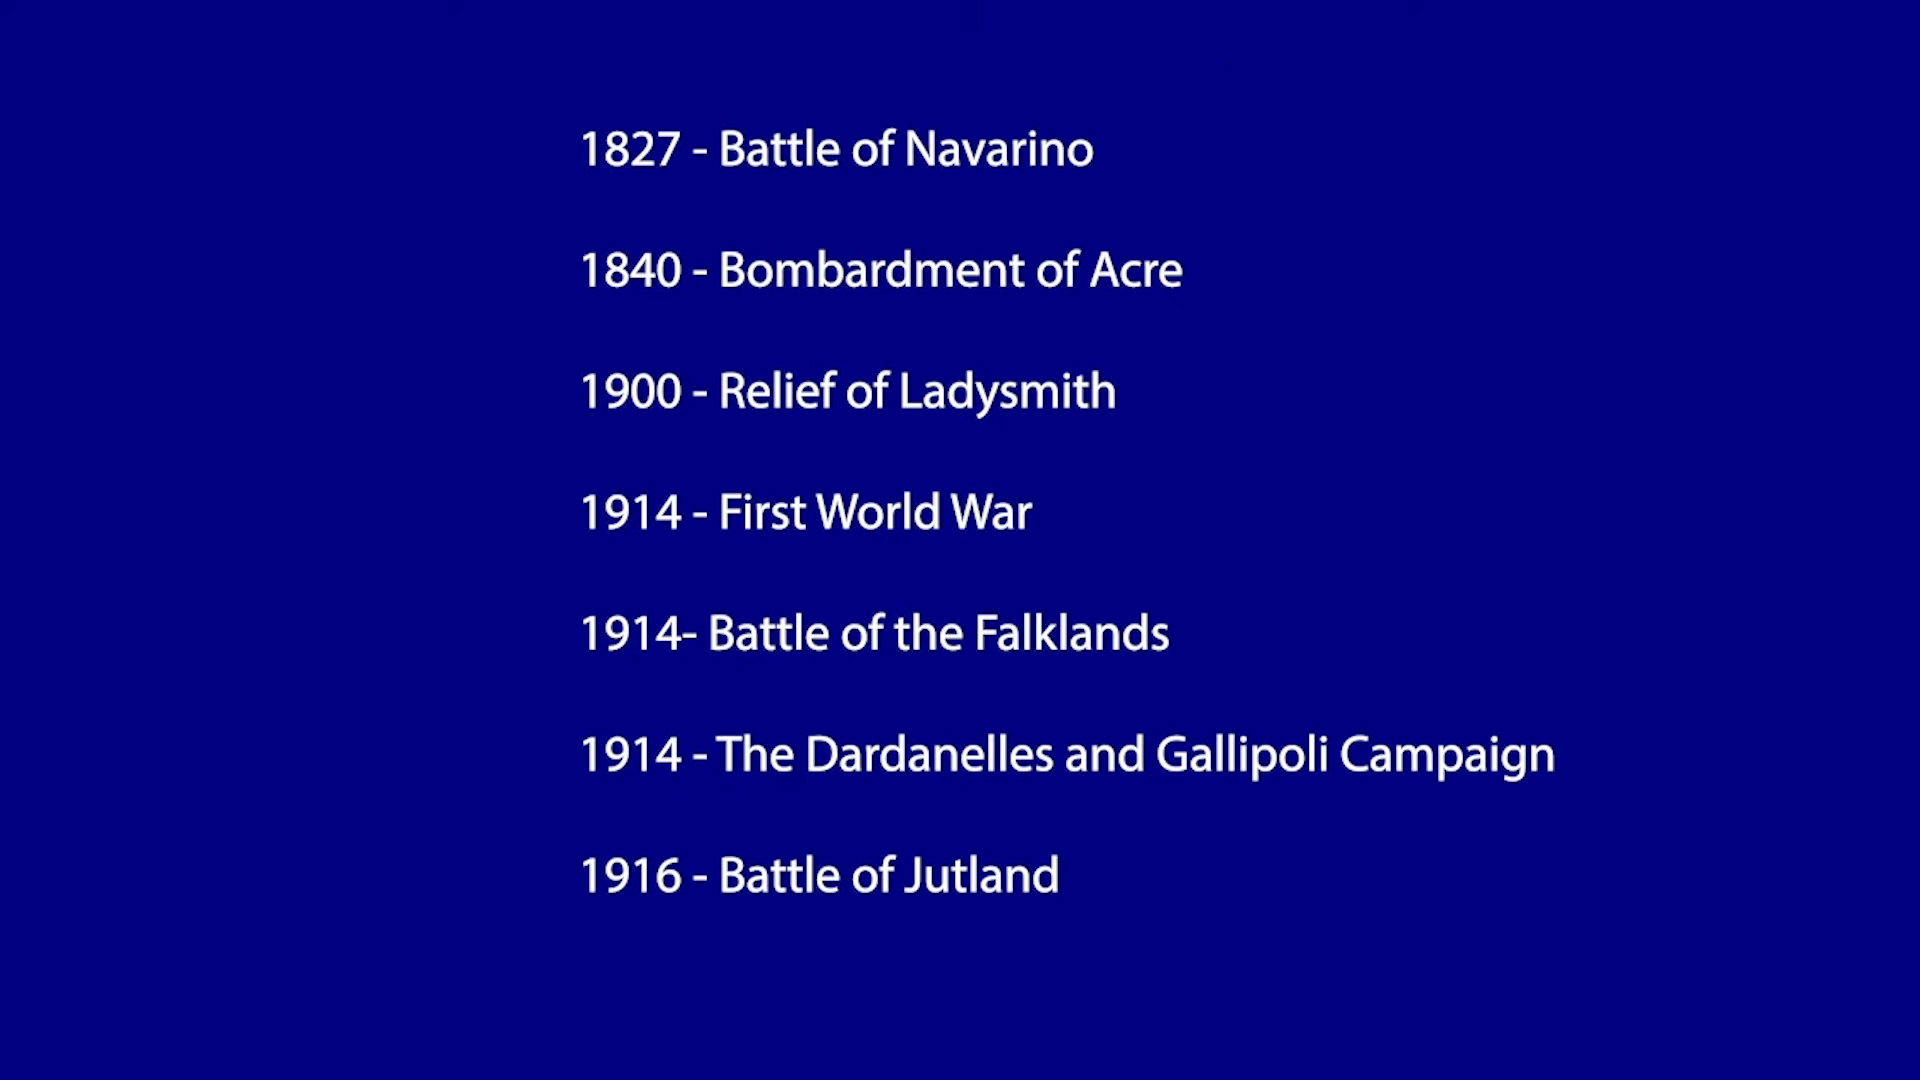 1827 - Battle of Navarino
1840 - Bombardment of Acre
1900 - Relief of Ladysmith
1914 - First World War
1914- Battle of the Falklands
1914 - The Dardanelles and Gallipoli Campaign
1916 - Battle of Jutland